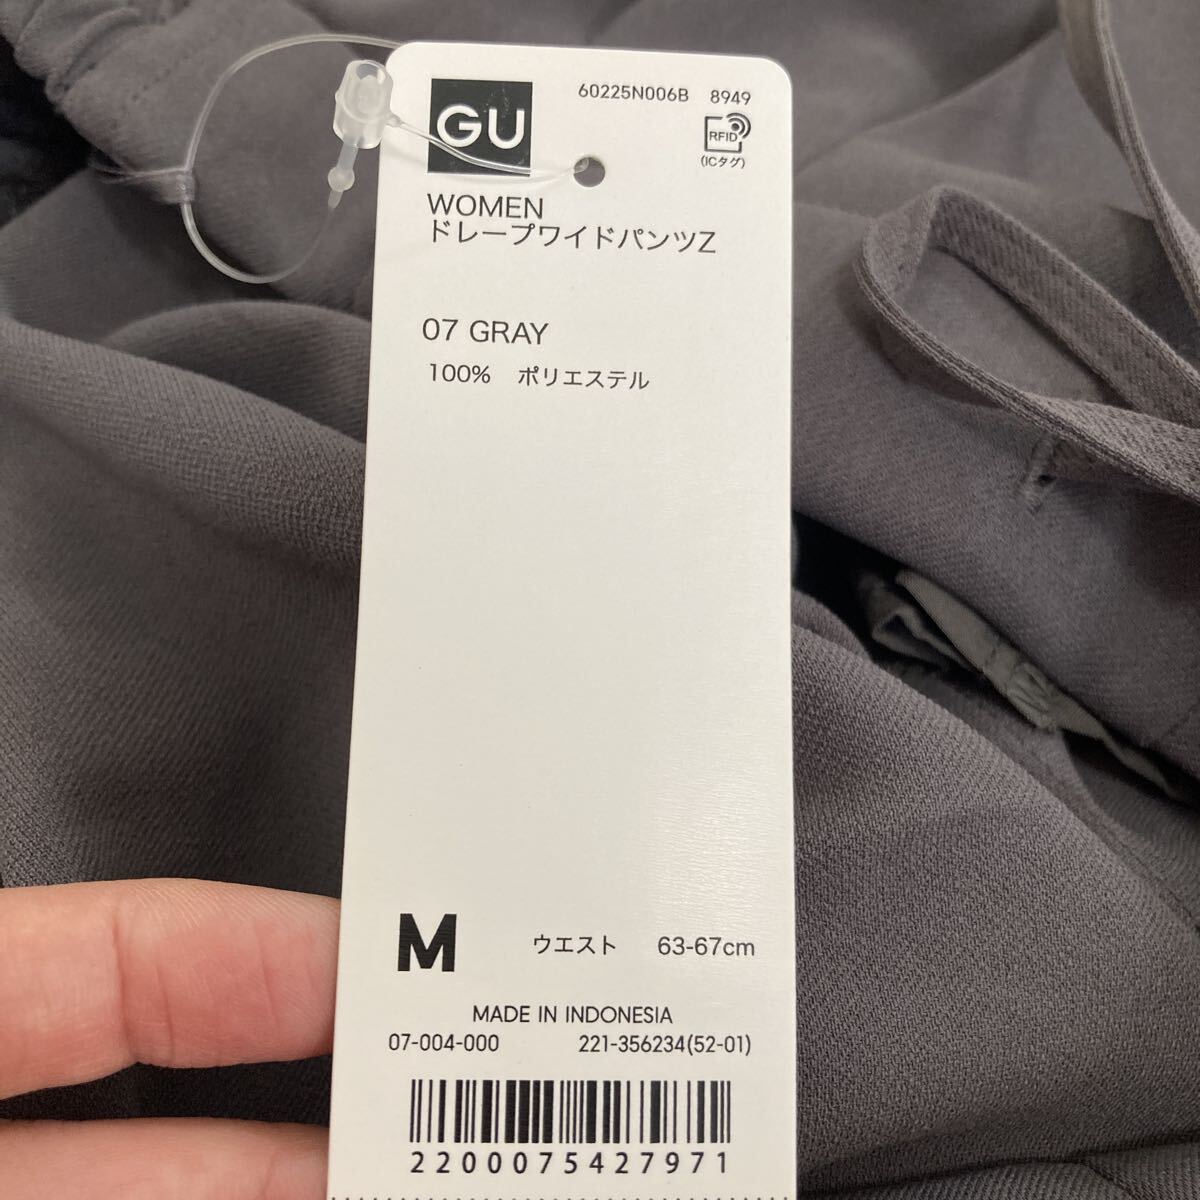 GU
60225N006B 8949
RFID
(ICタグ)
WOMEN
ドレープワイドパンツZ
07 GRAY
100% ポリエステル
M ウエスト 63-67cm
MADE IN INDONESIA
07-004-000 221-356234(52-01)
2200075427971